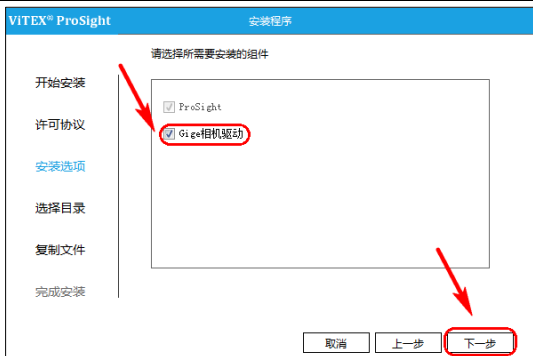 ViTEX® ProSight 安装程序
请选择所需要安装的组件
开始安装
ProSight
许可协议
Gige相机驱动
安装选项
选择目录
复制文件
完成安装
取消 上一步 下一步